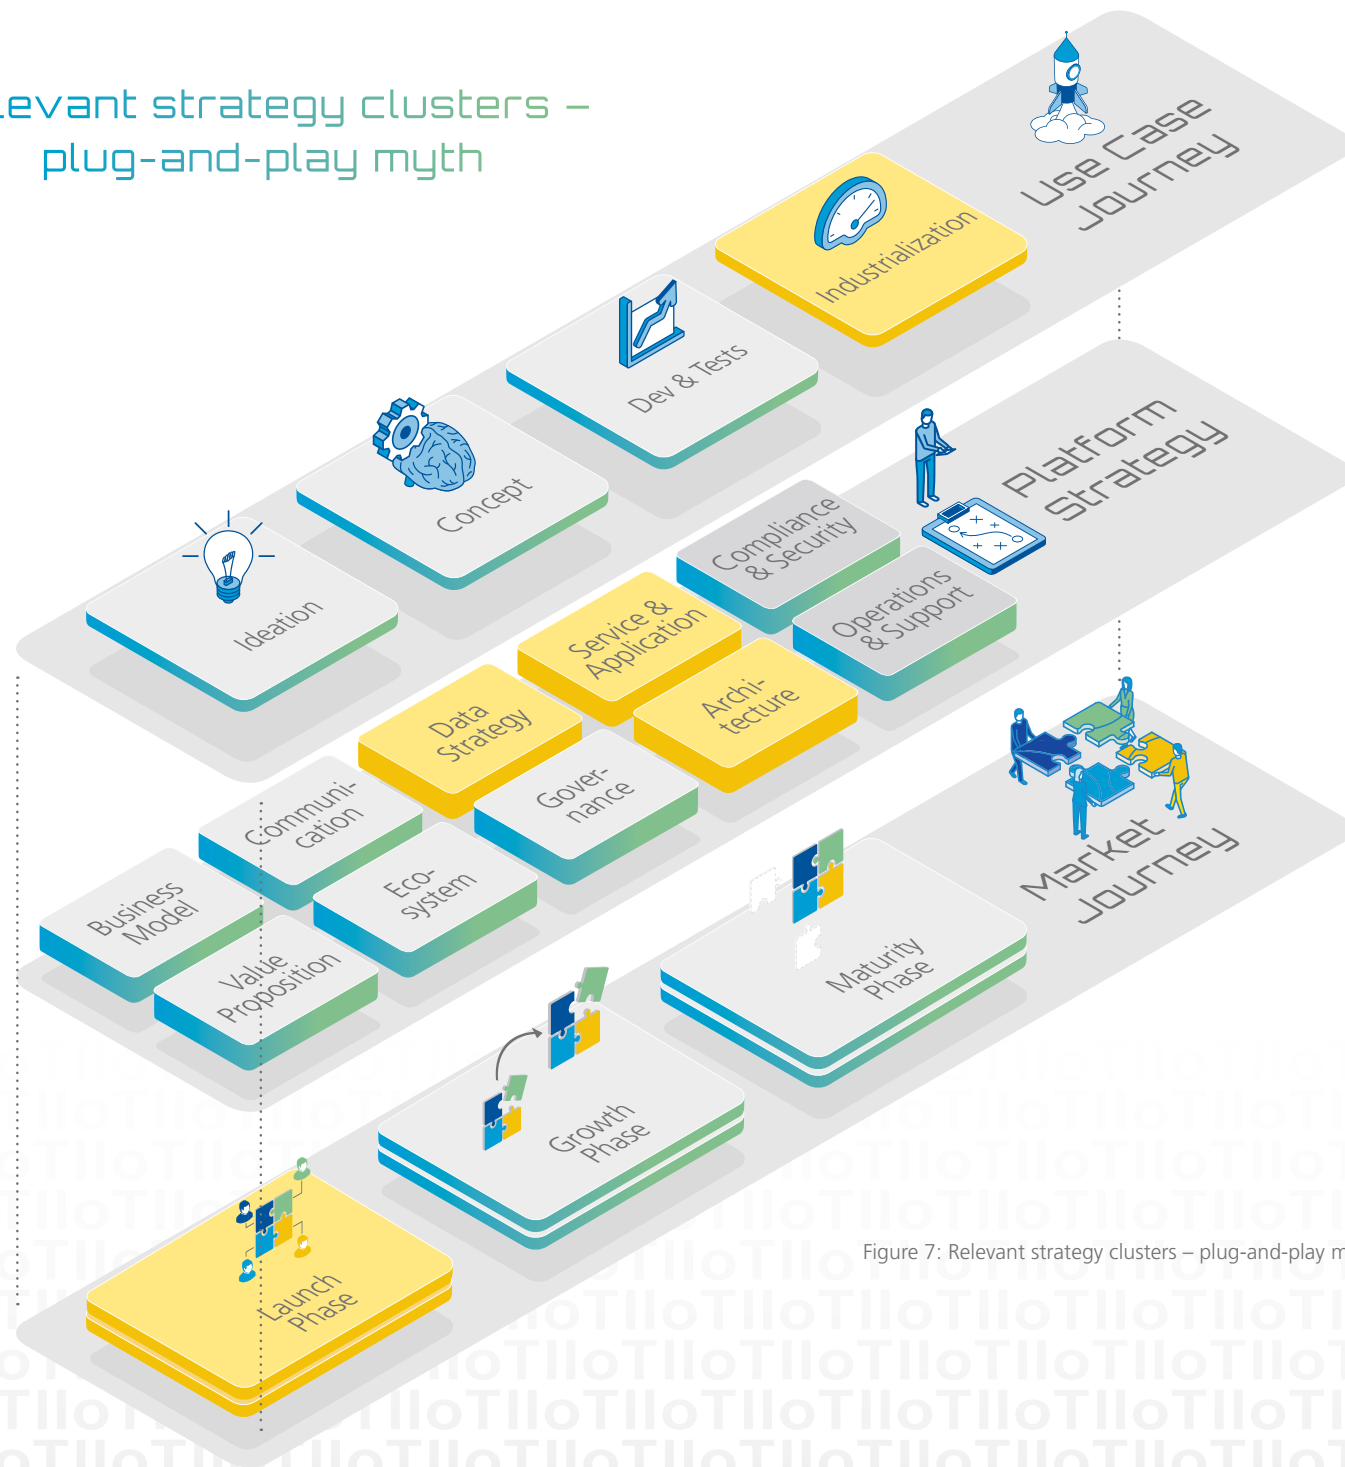 levant strategy clusters –
plug-and-play myth
Use Case
Journey
Industrialization
Dev & Tests
Concept
Ideation
Platform
Strategy
Compliance
& Security
Operations
& Support
Service &
Application
Archi-
tecture
Data
Strategy
Gover-
nance
Communi-
cation
Eco-
system
Business
Model
Value
Proposition
Market
Journey
Maturity
Phase
Growth
Phase
Launch
Phase
Figure 7: Relevant strategy clusters – plug-and-play m